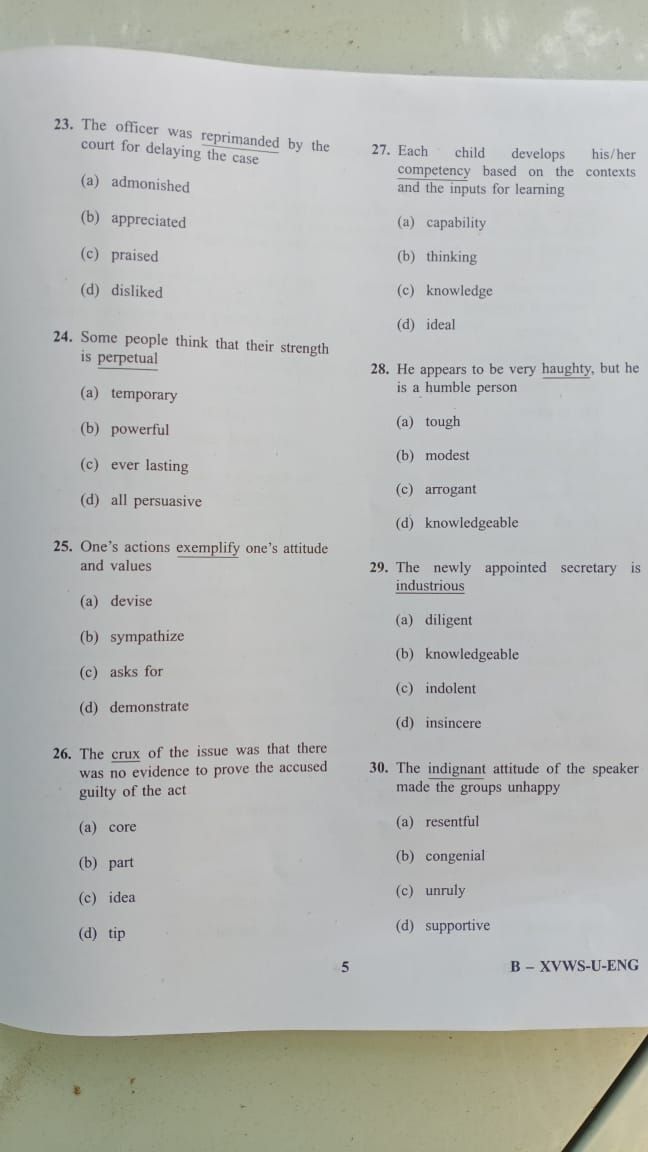 23. The officer was reprimanded by the
court for delaying the case
(a) admonished
(b) appreciated
(c) praised
(d) disliked
24. Some people think that their strength
is perpetual
(a) temporary
(b) powerful
(c) ever lasting
(d) all persuasive
25. One's actions exemplify one's attitude
and values
(a) devise
(b) sympathize
(c) asks for
(d) demonstrate
26. The crux of the issue was that there
was no evidence to prove the accused
guilty of the act
(a) core
(b) part
(c) idea
(d) tip
27. Each child develops his/her
competency based on the contexts
and the inputs for learning
(a) capability
(b) thinking
(c) knowledge
(d) ideal
28. He appears to be very haughty, but he
is a humble person
(a) tough
(b) modest
(c) arrogant
(d) knowledgeable
29. The newly appointed secretary is
industrious
(a) diligent
(b) knowledgeable
(c) indolent
(d) insincere
30. The indignant attitude of the speaker
made the groups unhappy
(a) resentful
(b) congenial
(c) unruly
(d) supportive
5
B – XVWS-U-ENG